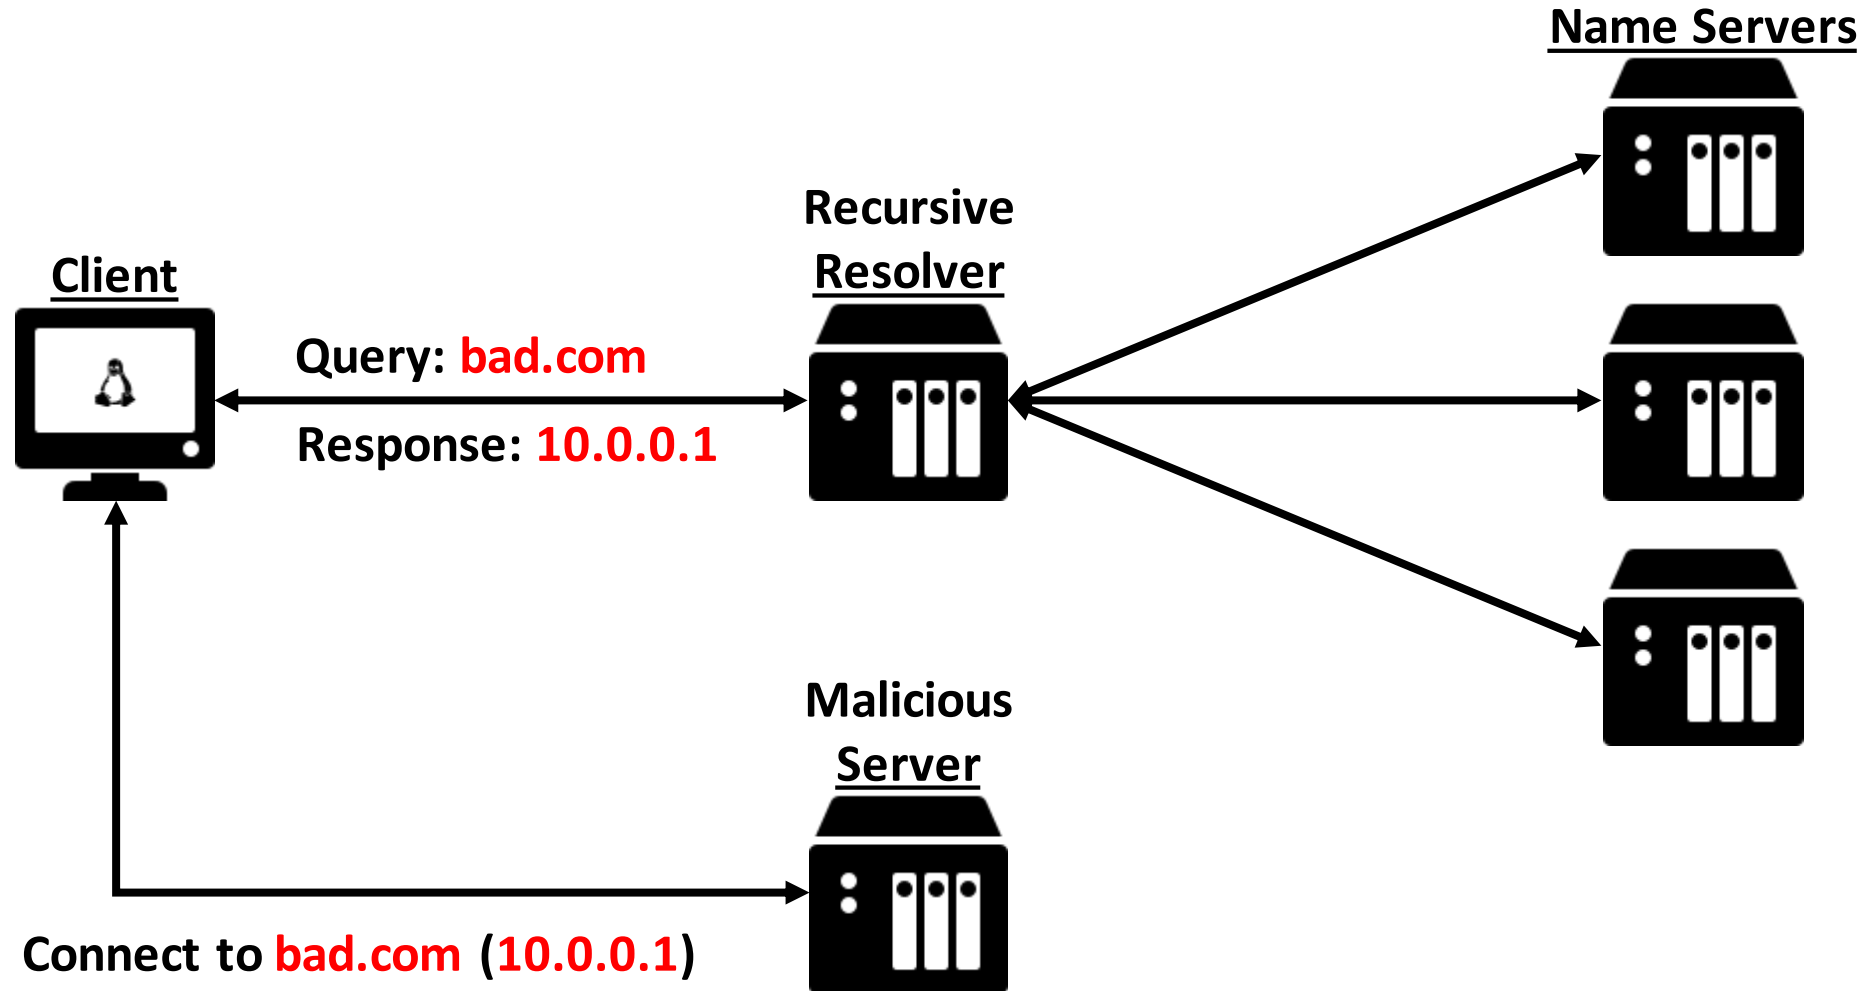 Name Servers
Recursive
Resolver
Client
Query: bad.com
Response: 10.0.0.1
Malicious
Server
Connect to bad.com (10.0.0.1)